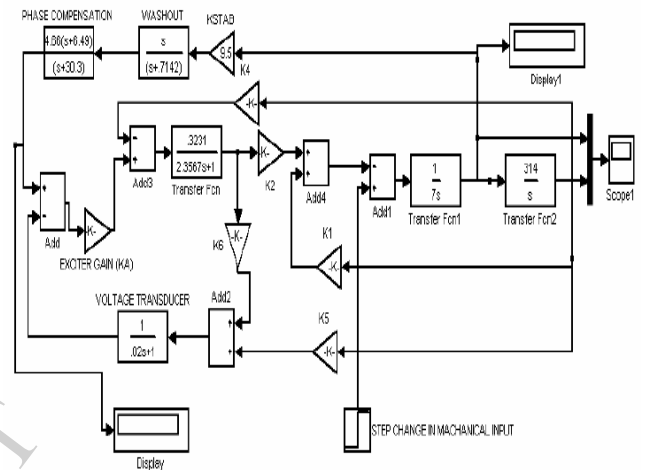 PHASE COMPENSATION
WASHOUT
KSTAB
4.66(s+6.49)
(s+30.3)
s
(s+.7142)
9.5
K4
-K-
Display1
Add3
.3231
2.3567s+1
Transfer Fcn
-K-
K2
Add4
Add1
1
7s
Transfer Fcn1
314
s
Transfer Fcn2
Scope1
Add
-K-
EXCITER GAIN (KA)
-K-
K6
K1
-K-
VOLTAGE TRANSDUCER
Add2
K5
1
.02s+1
-K-
STEP CHANGE IN MACHANICAL INPUT
Display